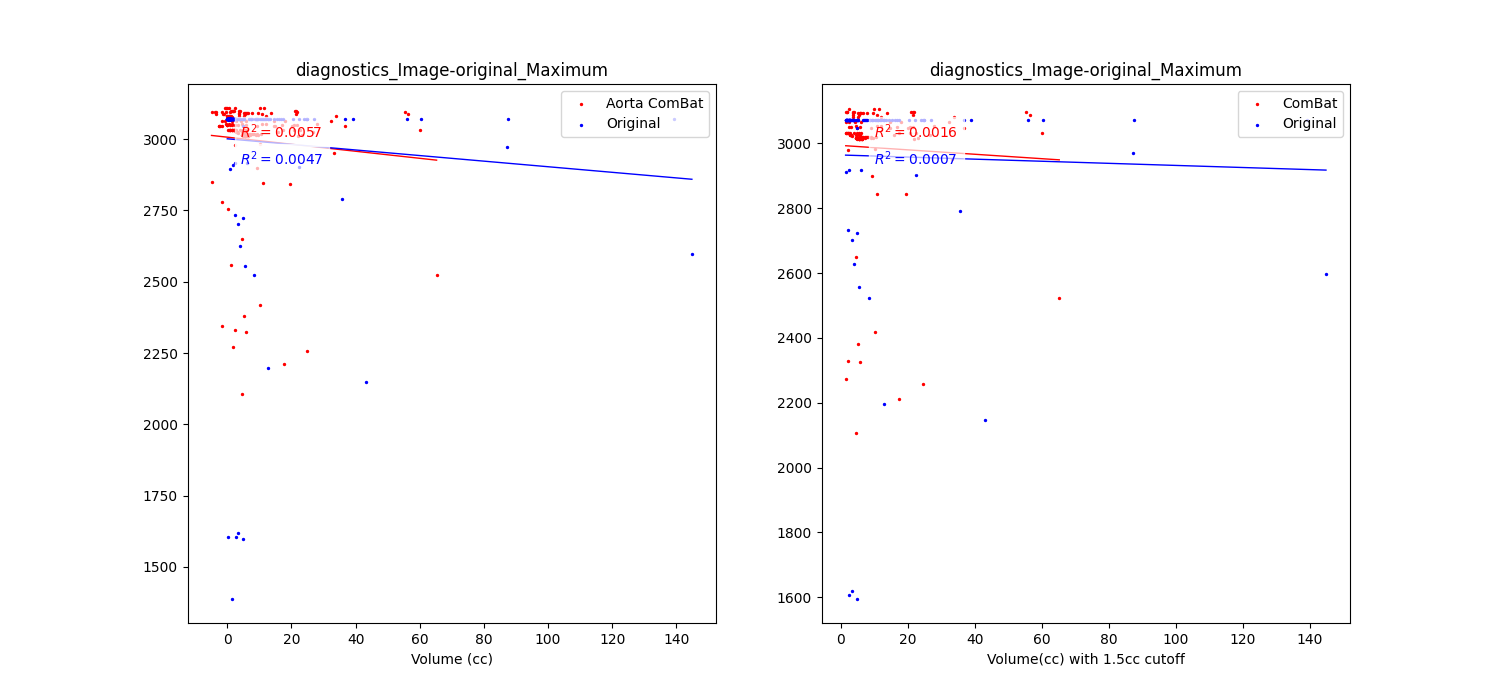 diagnostics_Image-original_Maximum
Aorta ComBat
Original
R² = 0.0057
R² = 0.0047
3000
2750
2500
2250
2000
1750
1500
0 20 40 60 80 100 120 140
Volume (cc)
diagnostics_Image-original_Maximum
ComBat
Original
R² = 0.0016
R² = 0.0007
3000
2800
2600
2400
2200
2000
1800
1600
0 20 40 60 80 100 120 140
Volume(cc) with 1.5cc cutoff